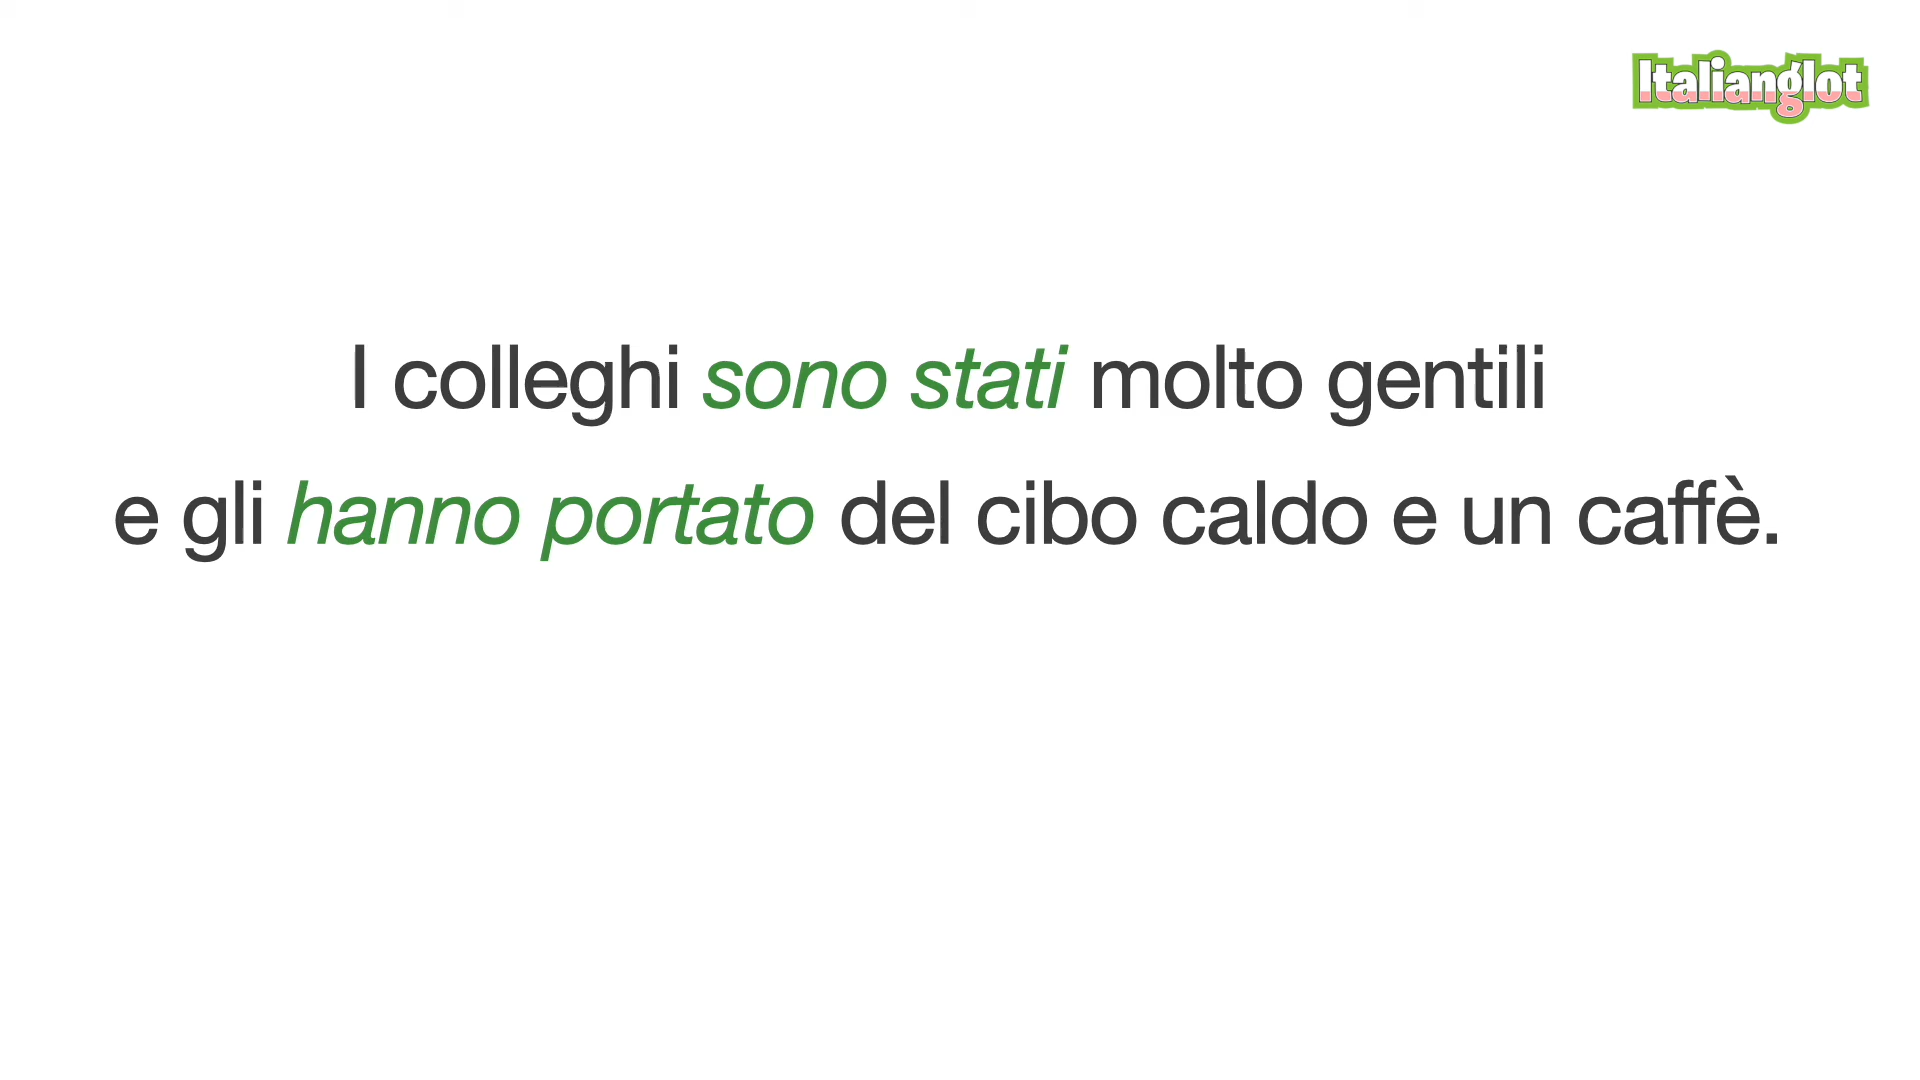 Italianglot
I colleghi sono stati molto gentili
e gli hanno portato del cibo caldo e un caffè.